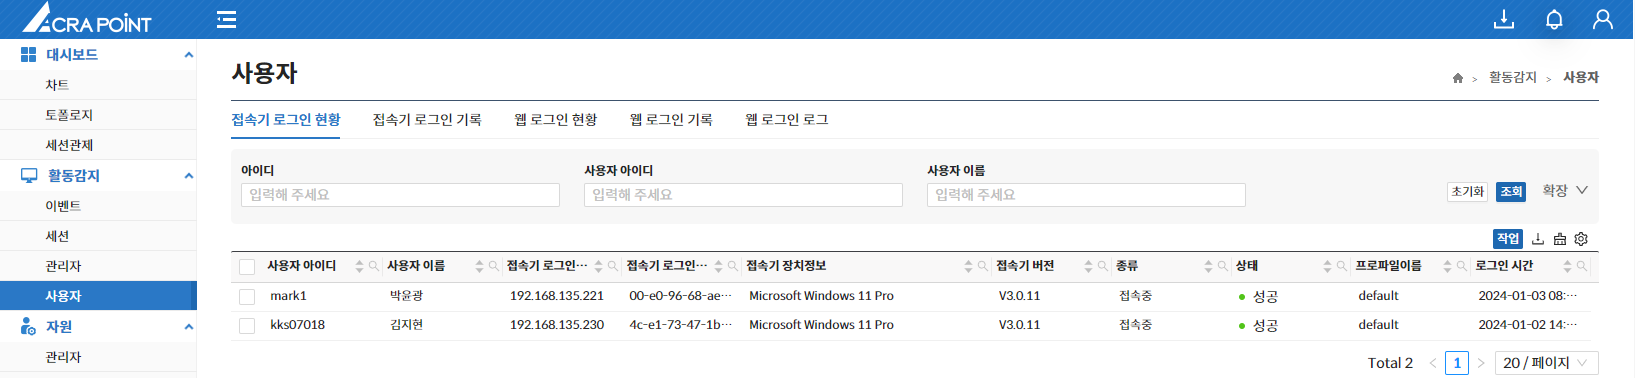 ACRA POINT
대시보드
차트
토폴로지
세션관제
활동감지
이벤트
세션
관리자
사용자
자원
관리자
사용자
> 활동감지 > 사용자
접속기 로그인 현황 접속기 로그인 기록 웹 로그인 현황 웹 로그인 기록 웹 로그인 로그
아이디 사용자 아이디 사용자 이름
입력해 주세요 입력해 주세요 입력해 주세요 초기화 조회 확장
작업
사용자 아이디 사용자 이름 접속기 로그인··· 접속기 로그인··· 접속기 장치정보 접속기 버전 종류 상태 프로파일이름 로그인 시간
mark1 박윤광 192.168.135.221 00-e0-96-68-ae··· Microsoft Windows 11 Pro V3.0.11 접속중 성공 default 2024-01-03 08:···
kks07018 김지현 192.168.135.230 4c-e1-73-47-1b··· Microsoft Windows 11 Pro V3.0.11 접속중 성공 default 2024-01-02 14:···
Total 2 < 1 > 20 / 페이지